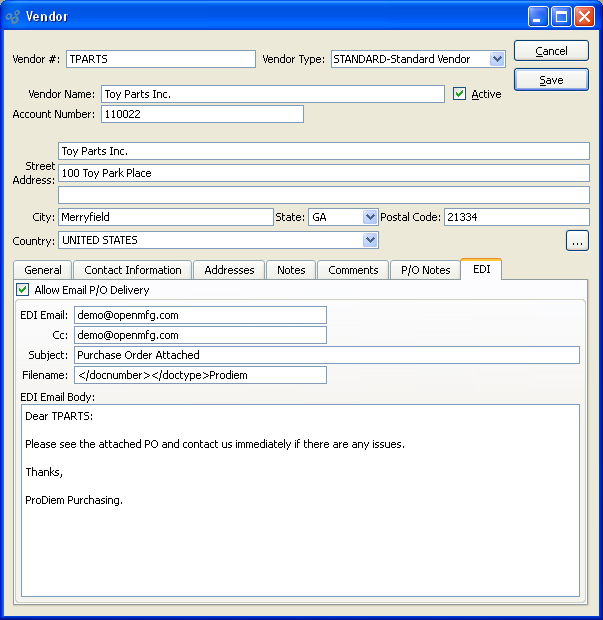 Vendor
Vendor #: TPARTS Vendor Type: STANDARD-Standard Vendor Cancel
Save
Vendor Name: Toy Parts Inc. Active
Account Number: 110022
Toy Parts Inc.
Street Address: 100 Toy Park Place
City: Merryfield State: GA Postal Code: 21334
Country: UNITED STATES ...
General Contact Information Addresses Notes Comments P/O Notes EDI
Allow Email P/O Delivery
EDI Email: demo@openmfg.com
Cc: demo@openmfg.com
Subject: Purchase Order Attached
Filename: </docnumber></doctype>Prodiem
EDI Email Body:
Dear TPARTS:
Please see the attached PO and contact us immediately if there are any issues.
Thanks,
ProDiem Purchasing.